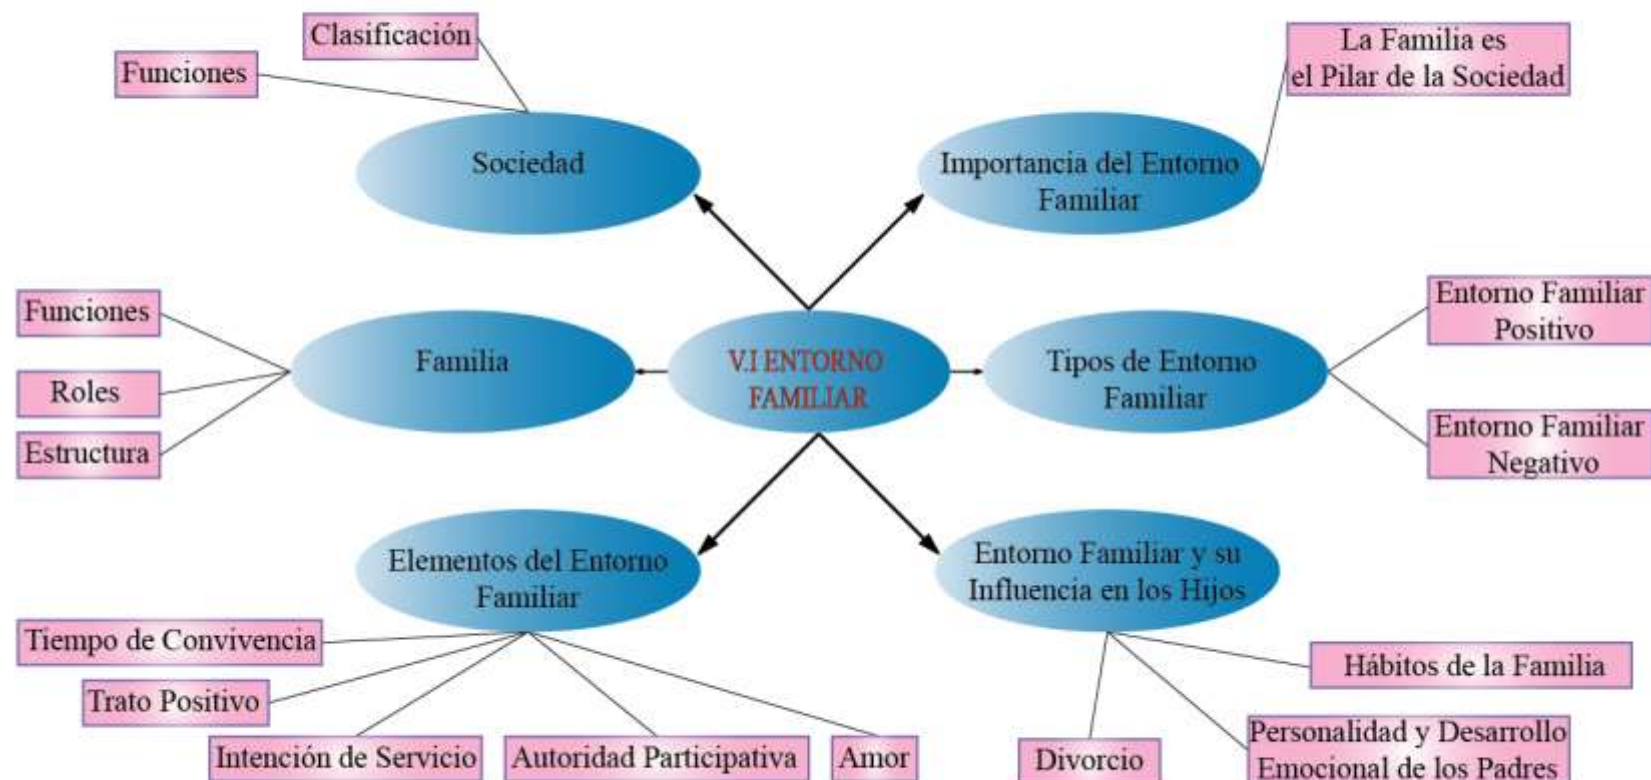 Clasificación
Funciones
La Familia es
el Pilar de la Sociedad
Sociedad
Importancia del Entorno
Familiar
Funciones
Roles
Estructura
Familia
V.I ENTORNO
FAMILIAR
Tipos de Entorno
Familiar
Entorno Familiar
Positivo
Entorno Familiar
Negativo
Elementos del Entorno
Familiar
Entorno Familiar y su
Influencia en los Hijos
Tiempo de Convivencia
Trato Positivo
Intención de Servicio
Autoridad Participativa
Amor
Divorcio
Hábitos de la Familia
Personalidad y Desarrollo
Emocional de los Padres